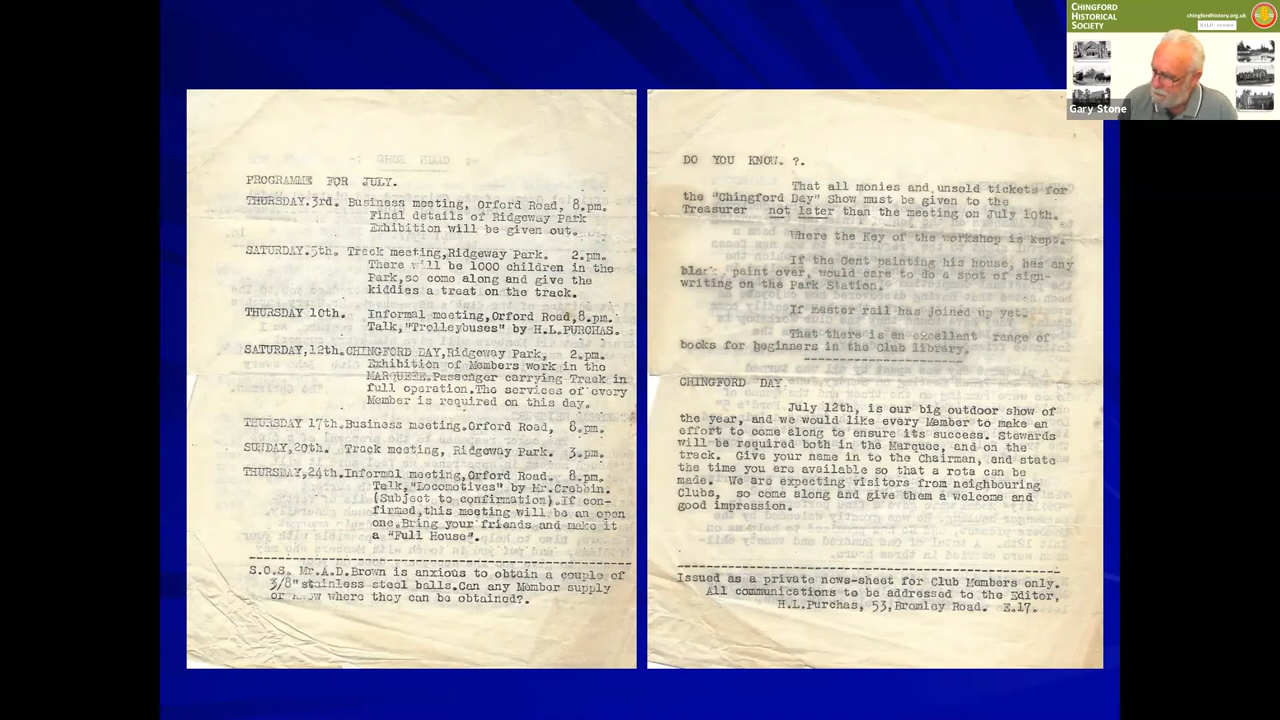 CHINGFORD
HISTORICAL
SOCIETY
chingfordhistory.org.uk
Gary Stone
PROGRAMME FOR JULY.
THURSDAY.3rd. Business meeting, Orford Road, 8.pm.
Final details of Ridgeway Park
Exhibition will be given out.
SATURDAY.5th. Track meeting,Ridgeway Park. 2.pm.
There will be 1000 children in the
Park,so come along and give the
kiddies a treat on the track.
THURSDAY 10th. Informal meeting,Orford Road,8.pm.
Talk,"Trolleybuses" by H.L.PURCHAS.
SATURDAY,12th.CHINGFORD DAY,Ridgeway Park, 2.pm.
Exhibition of Members work in the
MARQUEER.Passenger carrying Track in
full operation.The services of every
Member is required on this day.
THURSDAY 17th.Business meeting.Orford Road, 8.pm.
SUNDAY,20th. Track meeting, Ridgeway Park. 3.pm.
THURSDAY,24th.Informal meeting,Orford Road. 8.pm.
Talk,"Locomotives" by Mr.Crebbin.
(Subject to confirmation).If con-
firmed,this meeting will be an open
one.Bring your friends and make it
a "Full House".
S.O.S. Mr.A.D.Brown is anxious to obtain a couple of
3/8" stainless steel balls.Can any Member supply
or know where they can be obtained?.
DO YOU KNOW. ?.
That all monies and unsold tickets for
the "Chingford Day" Show must be given to the
Treasurer not later than the meeting on July 10th.
Where the Key of the workshop is kept.
If the Gent painting his house, has any
black paint over, would care to do a spot of sign-
writing on the Park Station.
If master rail has joined up yet.
That there is an excellent range of
books for beginners in the Club library.
CHINGFORD DAY.
July 12th, is our big outdoor show of
the year, and we would like every Member to make an
effort to come along to ensure its success. Stewards
will be required both in the Marquee, and on the
track. Give your name in to the Chairman, and state
the time you are available so that a rota can be
made. We are expecting visitors from neighbouring
Clubs, so come along and give them a welcome and
good impression.
Issued as a private news-sheet for Club Members only.
All communications to be addressed to the Editor,
H.L.Purchas, 53,Bromley Road. E.17.